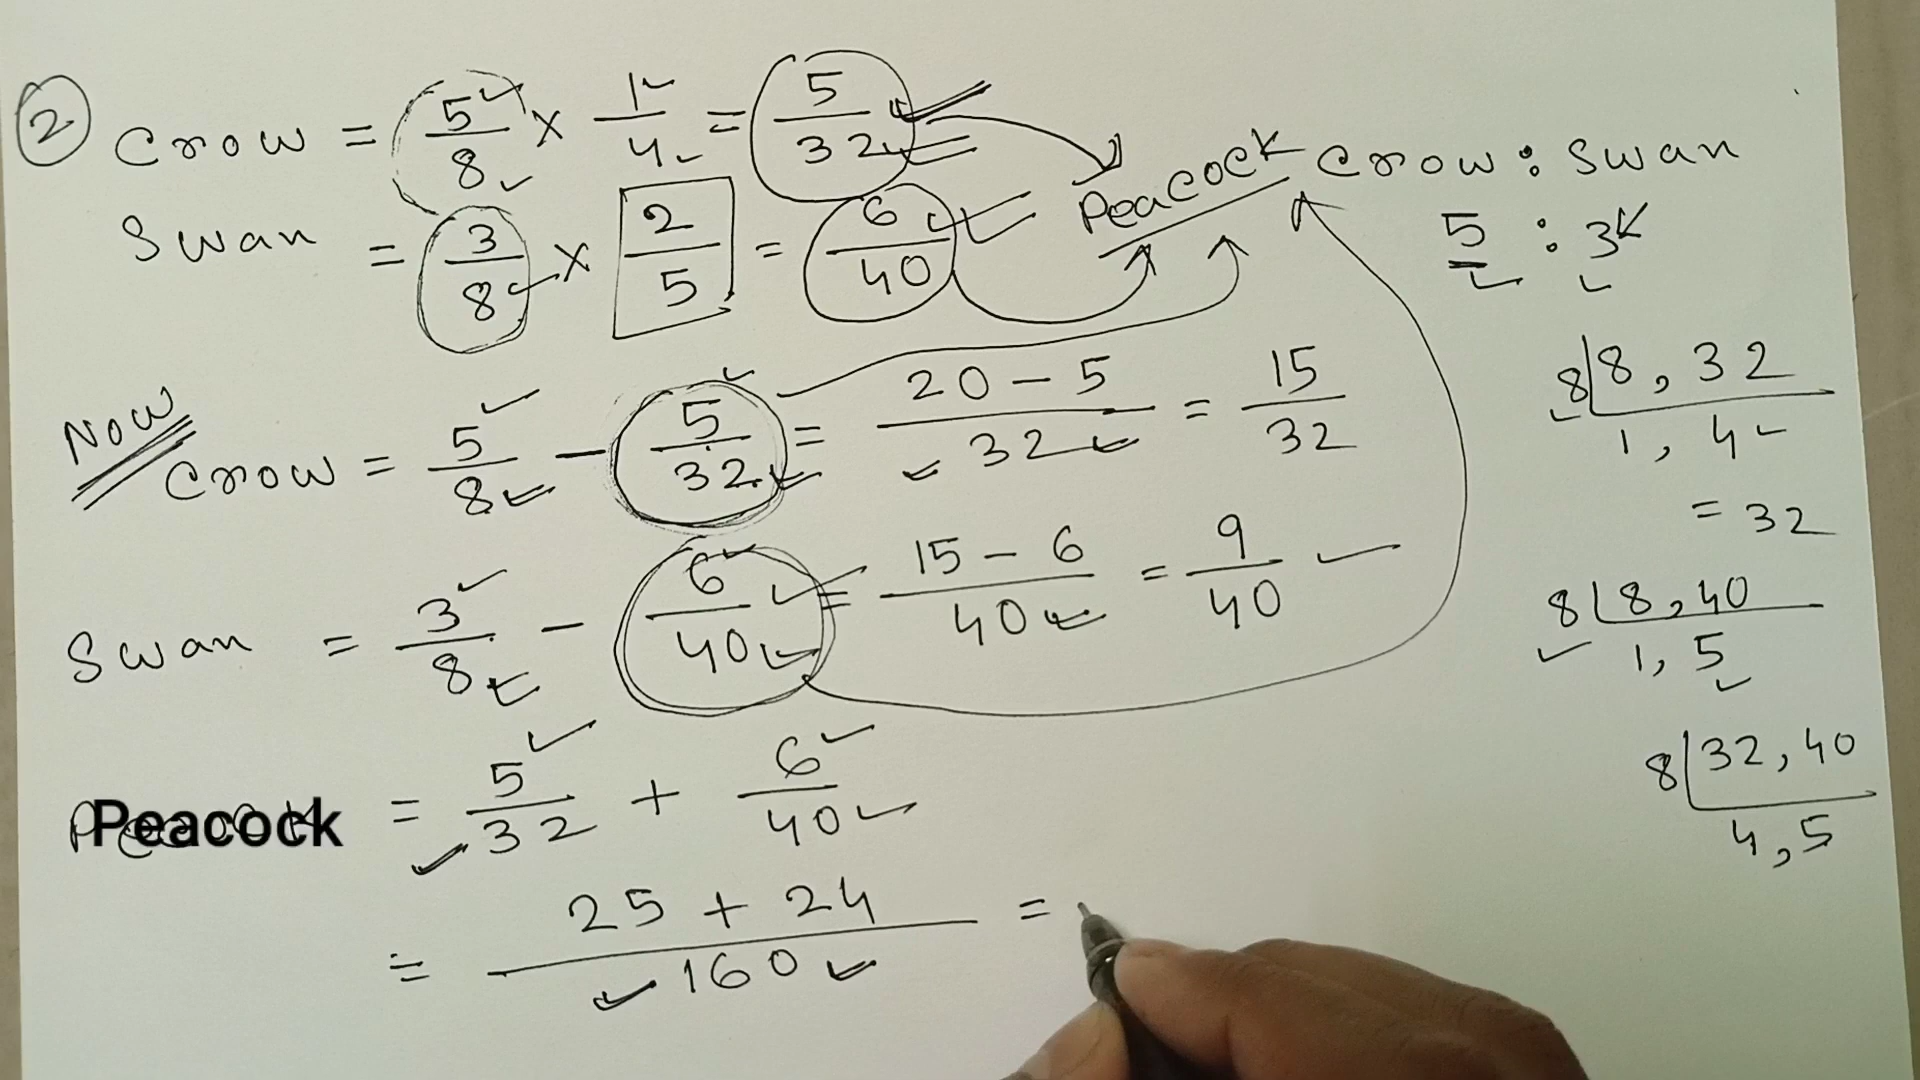 2
Crow = 5/8 × 1/4 = 5/32
Swan = 3/8 × 2/5 = 6/40
Peacock
Crow : Swan
5 : 3
Now
Crow = 5/8 - 5/32 = 20 - 5/32 = 15/32
Swan = 3/8 - 6/40 = 15 - 6/40 = 9/40
Peacock = 5/32 + 6/40
= 25 + 24/160 =
8 | 8, 32
1, 4
= 32
8 | 8, 40
1, 5
8 | 32, 40
4, 5